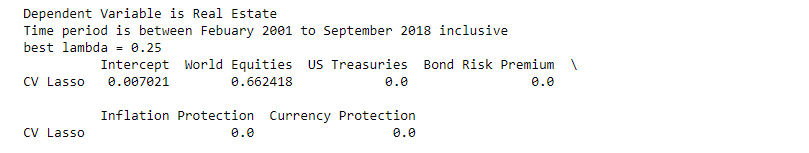 Dependent Variable is Real Estate
Time period is between Febuary 2001 to September 2018 inclusive
best lambda = 0.25
Intercept World Equities US Treasuries Bond Risk Premium \
CV Lasso 0.007021 0.662418 0.0 0.0
Inflation Protection Currency Protection
CV Lasso 0.0 0.0